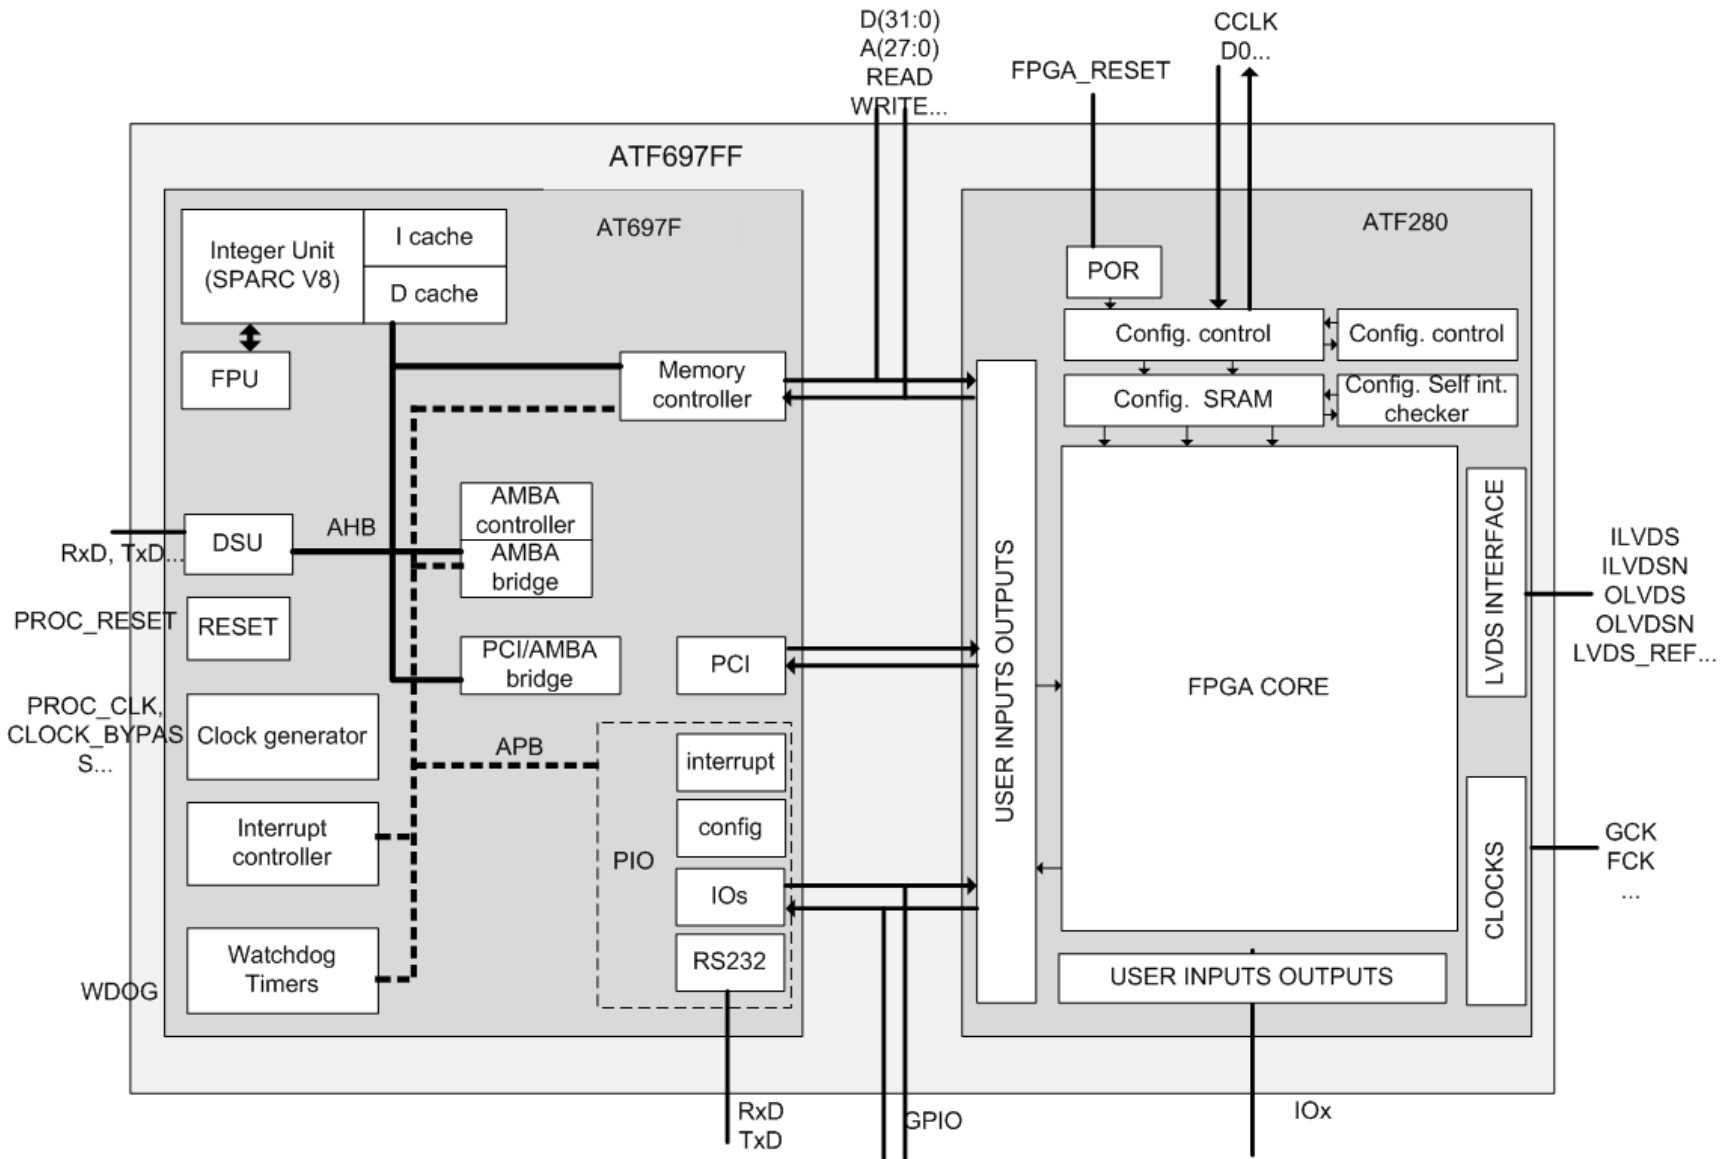 D(31:0)
A(27:0)
READ
WRITE...
FPGA_RESET
CCLK
D0...
ATF697FF
AT697F
Integer Unit
(SPARC V8)
I cache
D cache
FPU
Memory
controller
AMBA
controller
AMBA
bridge
AHB
DSU
RxD, TxD...
PROC_RESET
RESET
PCI/AMBA
bridge
PCI
PROC_CLK,
CLOCK_BYPAS
S...
Clock generator
APB
interrupt
config
PIO
IOs
RS232
Interrupt
controller
Watchdog
Timers
WDOG
RxD
TxD
GPIO
ATF280
POR
Config. control
Config. control
Config. SRAM
Config. Self int.
checker
USER INPUTS OUTPUTS
FPGA CORE
LVDS INTERFACE
ILVDS
ILVDSN
OLVDS
OLVDSN
LVDS_REF...
CLOCKS
GCK
FCK
...
USER INPUTS OUTPUTS
IOx